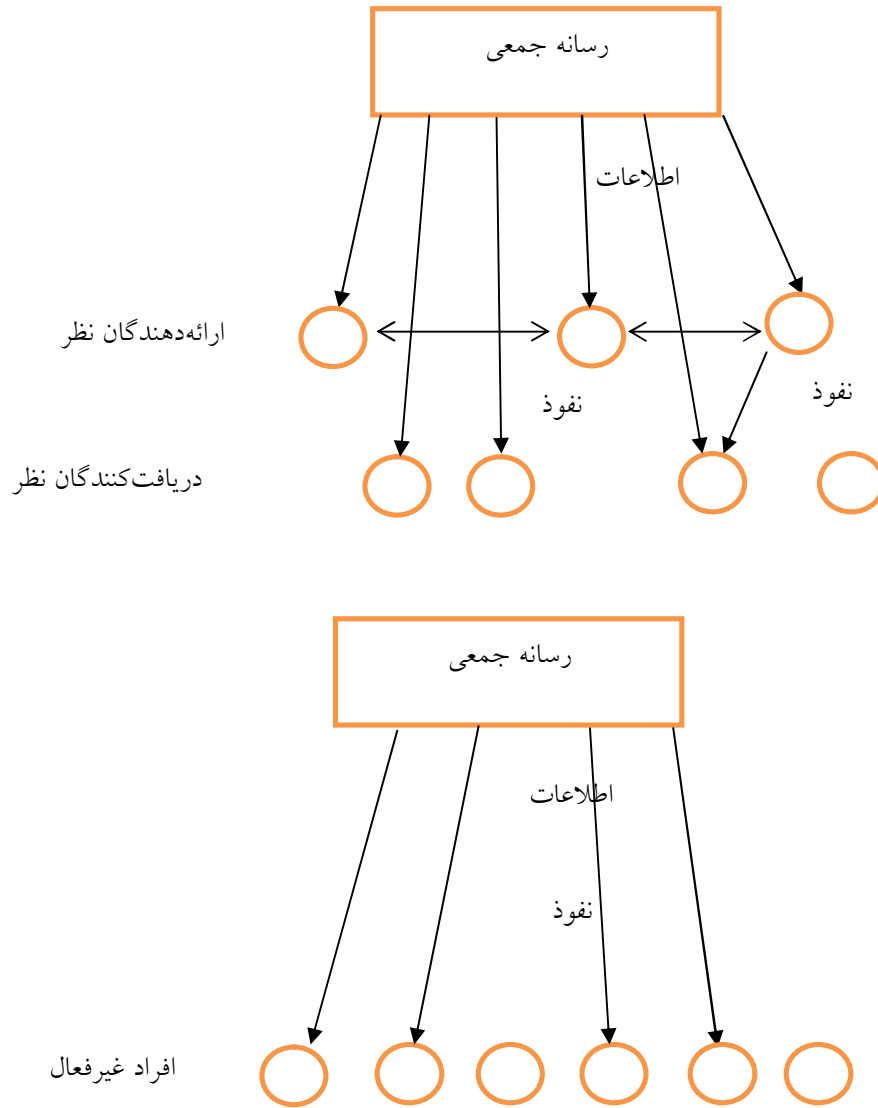 رسانه جمعی
اطلاعات
ارائه‌دهندگان نظر
نفوذ
نفوذ
دریافت‌کنندگان نظر
رسانه جمعی
اطلاعات
نفوذ
افراد غیرفعال